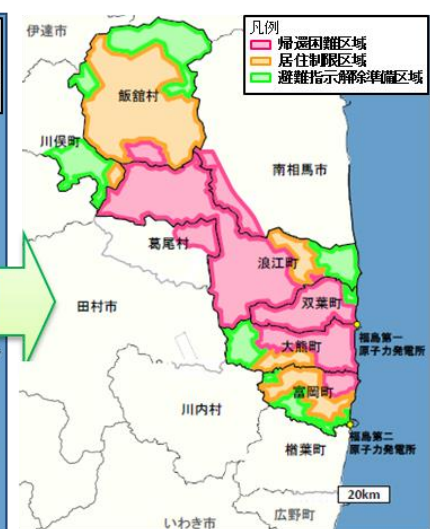 伊達市
凡例
帰還困難区域
居住制限区域
避難指示解除準備区域
飯舘村
川俣町
南相馬市
葛尾村
浪江町
田村市
双葉町
福島第一
原子力発電所
大熊町
富岡町
川内村
福島第二
原子力発電所
楢葉町
20km
広野町
いわき市